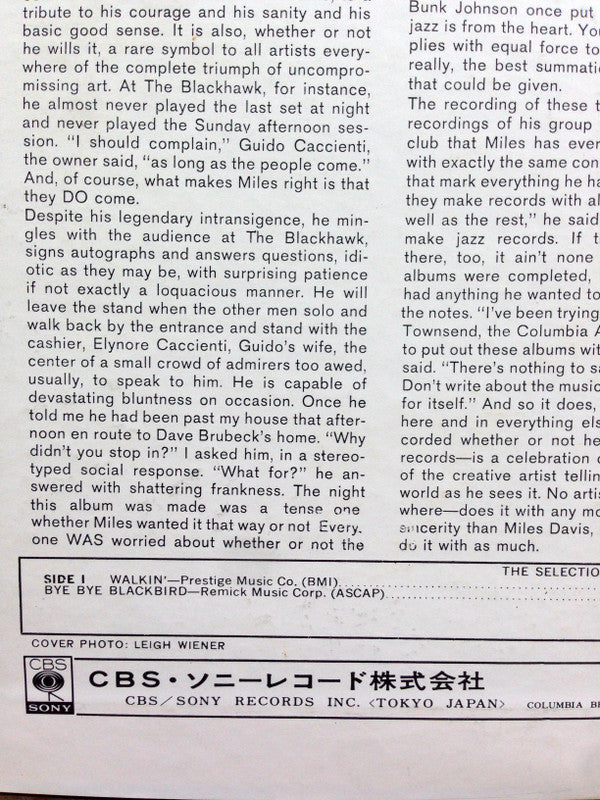 tribute to his courage and his sanity and his
basic good sense. It is also, whether or not
he wills it, a rare symbol to all artists every-
where of the complete triumph of uncompro-
missing art. At The Blackhawk, for instance,
he almost never played the last set at night
and never played the Sunday afternoon ses-
sion. “I should complain,” Guido Caccienti,
the owner said, “as long as the people come.”
And, of course, what makes Miles right is that
they DO come.
Despite his legendary intransigence, he min-
gles with the audience at The Blackhawk,
signs autographs and answers questions, idi-
otic as they may be, with surprising patience
if not exactly a loquacious manner. He will
leave the stand when the other men solo and
walk back by the entrance and stand with the
cashier, Elynore Caccienti, Guido's wife, the
center of a small crowd of admirers too awed,
usually, to speak to him. He is capable of
devastating bluntness on occasion. Once he
told me he had been past my house that after-
noon en route to Dave Brubeck's home. “Why
didn't you stop in?” I asked him, in a stereo-
typed social response. “What for?” he an-
swered with shattering frankness. The night
this album was made was a tense one
whether Miles wanted it that way or not Every-
one WAS worried about whether or not the
Bunk Johnson once put
jazz is from the heart. You
plies with equal force to
really, the best summati
that could be given.
The recording of these t
recordings of his group
club that Miles has ever
with exactly the same con
that mark everything he ha
they make records with al
well as the rest,” he said
make jazz records. If t
there, too, it ain't none
albums were completed,
had anything he wanted to
the notes. “I've been trying
Townsend, the Columbia A
to put out these albums wit
said. “There's nothing to sa
Don't write about the music
for itself.” And so it does,
here and in everything els
corded whether or not he
records—is a celebration o
of the creative artist tellin
world as he sees it. No artis
where—does it with any mo
sincerity than Miles Davis,
do it with as much.
THE SELECTIO
SIDE I WALKIN'—Prestige Music Co. (BMI)
BYE BYE BLACKBIRD—Remick Music Corp. (ASCAP)
COVER PHOTO: LEIGH WIENER
CBS
SONY
CBS・ソニーレコード株式会社
CBS/SONY RECORDS INC. <TOKYO JAPAN> COLUMBIA BR